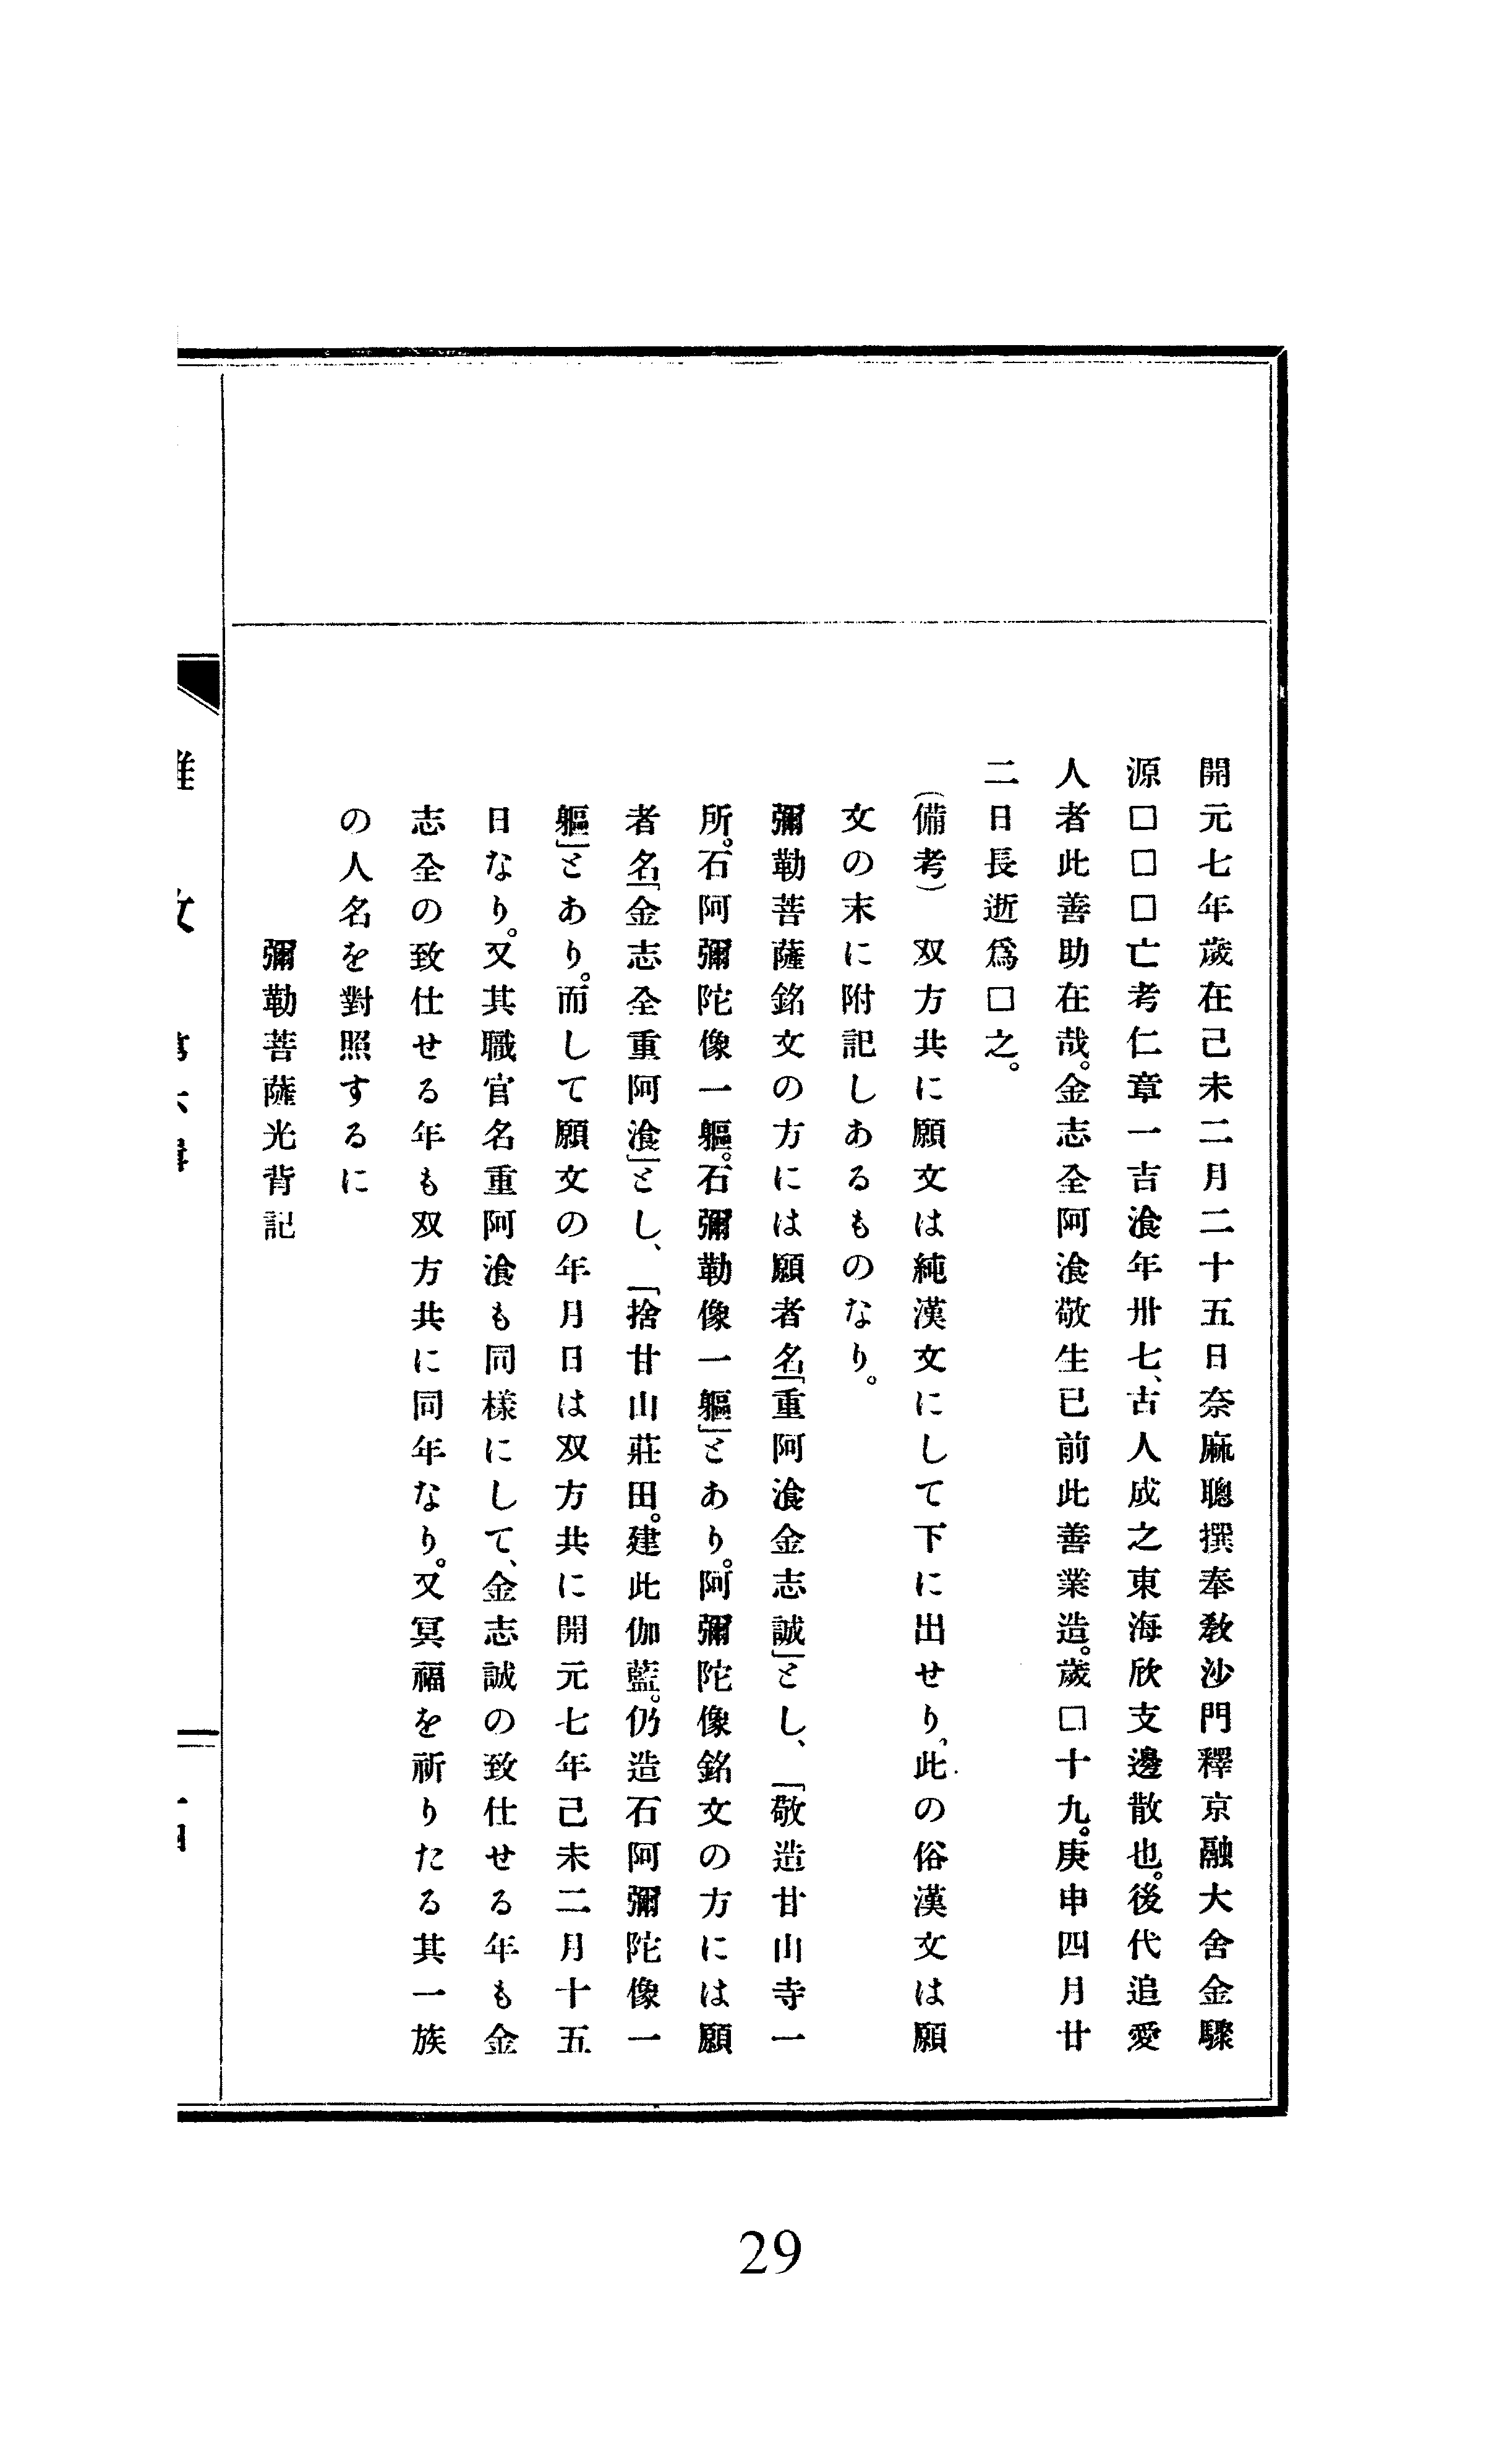 開元七年歲在己未二月二十五日奈麻聰撰奉敎沙門釋京融大舍金驟
源□□□亡考仁章一吉湌年卅七、古人成之東海欣支邊散也。後代追愛
人者此善助在哉。金志全阿湌敬生已前此善業造。歲□十九。庚申四月廿
二日長逝爲□之。
(備考) 双方共に願文は純漢文にして下に出せり、此の俗漢文は願
文の末に附記しあるものなり。
彌勒菩薩銘文の方には願者名「重阿湌金志誠」とし、「敬造甘山寺一
所。石阿彌陀像一軀。石彌勒像一軀」とあり。阿彌陀像銘文の方には願
者名「金志全重阿湌」とし、「捨甘山莊田。建此伽藍。仍造石阿彌陀像一
軀」とあり。而して願文の年月日は双方共に開元七年己未二月十五
日なり。又其職官名重阿湌も同樣にして、金志誠の致仕せる年も金
志全の致仕せる年も双方共に同年なり。又冥福を祈りたる其一族
の人名を對照するに
彌勒菩薩光背記
29